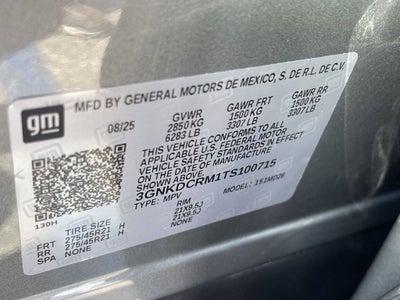 gm
MFD BY GENERAL MOTORS DE MEXICO, S. DE R.L. DE C.V.
08/25 GVWR GAWR FRT GAWR RR
2850 KG 1500 KG 1500 KG
6283 LB 3307 LB 3307 LB
THIS VEHICLE CONFORMS TO ALL
APPLICABLE U.S. FEDERAL MOTOR
VEHICLE SAFETY STANDARDS IN
EFFECT ON THE DATE OF
MANUFACTURE SHOWN ABOVE.
3GNKDCRM1TS100715
TYPE: MPV MODEL: 1S1MD26
130H
TIRE SIZE RIM
FRT 275/45R21 H 21X9.5J
RR 275/45R21 H 21X9.5J
SPA NONE NONE